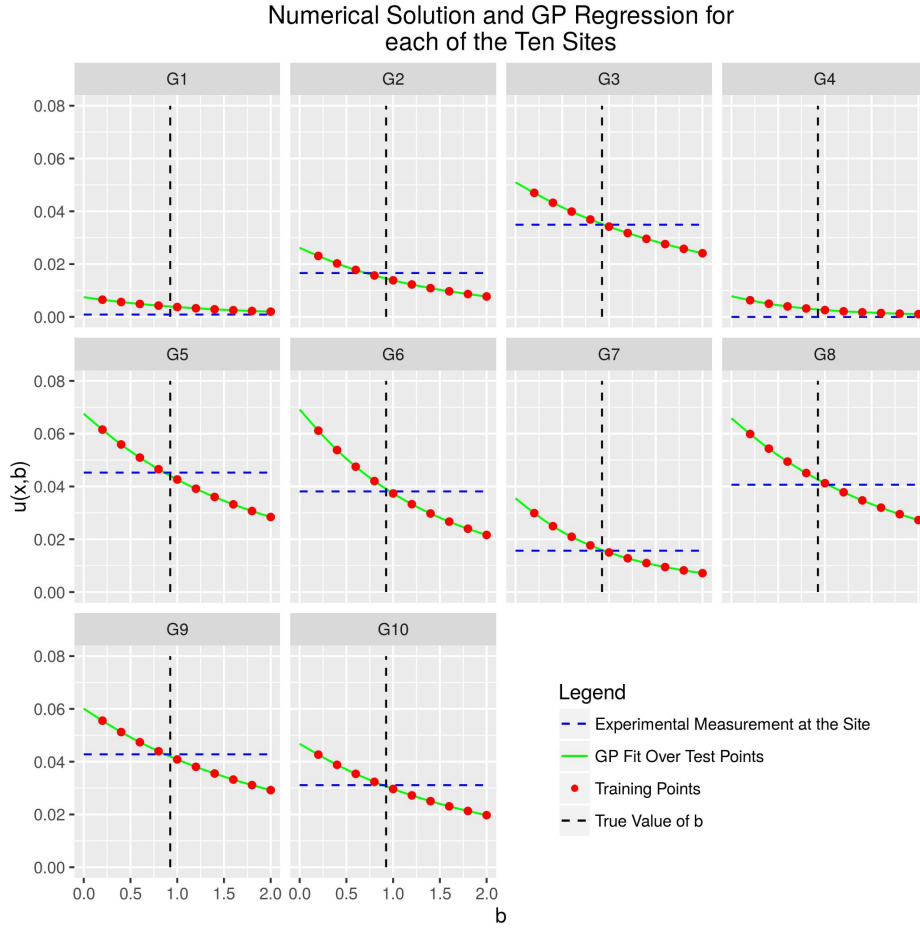 Numerical Solution and GP Regression for
each of the Ten Sites
G1 G2 G3 G4
0.08
0.06
0.04
0.02
0.00
G5 G6 G7 G8
0.08
0.06
0.04
0.02
0.00
u(x,b)
G9 G10
0.08
0.06
0.04
0.02
0.00
0.0 0.5 1.0 1.5 2.0 0.0 0.5 1.0 1.5 2.0
b
Legend
Experimental Measurement at the Site
GP Fit Over Test Points
Training Points
True Value of b